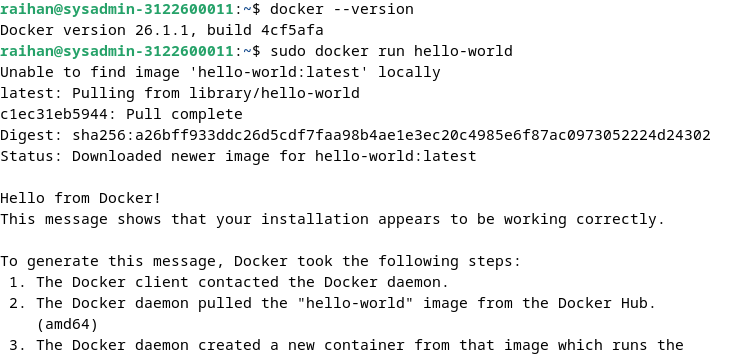 raihan@sysadmin-3122600011:~$ docker --version
Docker version 26.1.1, build 4cf5afa
raihan@sysadmin-3122600011:~$ sudo docker run hello-world
Unable to find image 'hello-world:latest' locally
latest: Pulling from library/hello-world
c1ec31eb5944: Pull complete
Digest: sha256:a26bff933ddc26d5cdf7faa98b4ae1e3ec20c4985e6f87ac0973052224d24302
Status: Downloaded newer image for hello-world:latest

Hello from Docker!
This message shows that your installation appears to be working correctly.

To generate this message, Docker took the following steps:
 1. The Docker client contacted the Docker daemon.
 2. The Docker daemon pulled the "hello-world" image from the Docker Hub.
    (amd64)
 3. The Docker daemon created a new container from that image which runs the